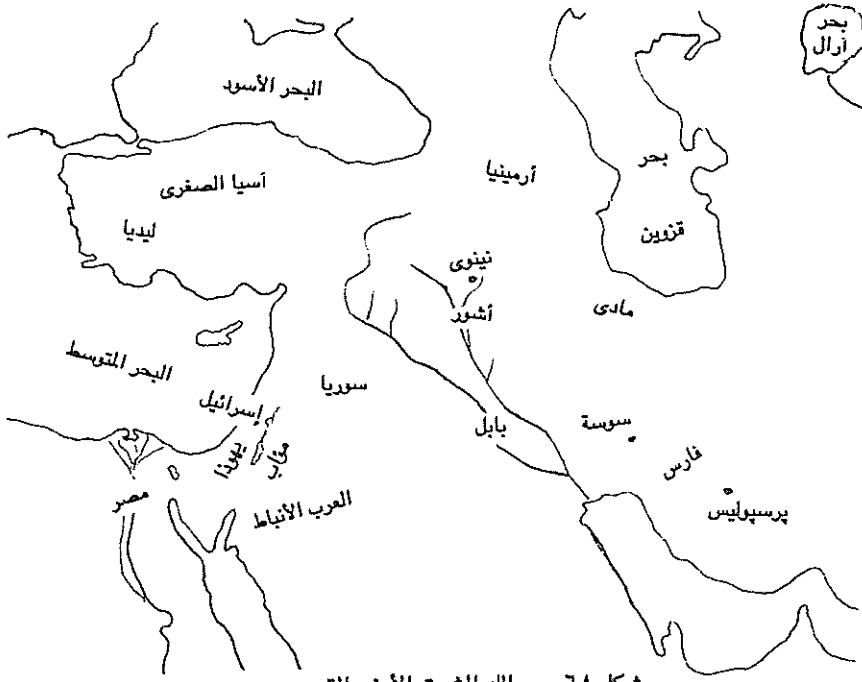 بحر
آرال
البحر الأسود
أرمينيا
بحر
قزوين
آسيا الصغرى
ليديا
نينوى
أشور
مادى
البحر المتوسط
سوريا
إسرائيل
يهوذا
مؤاب
بابل
سوسة
فارس
پرسپوليس
مصر
العرب الأنباط